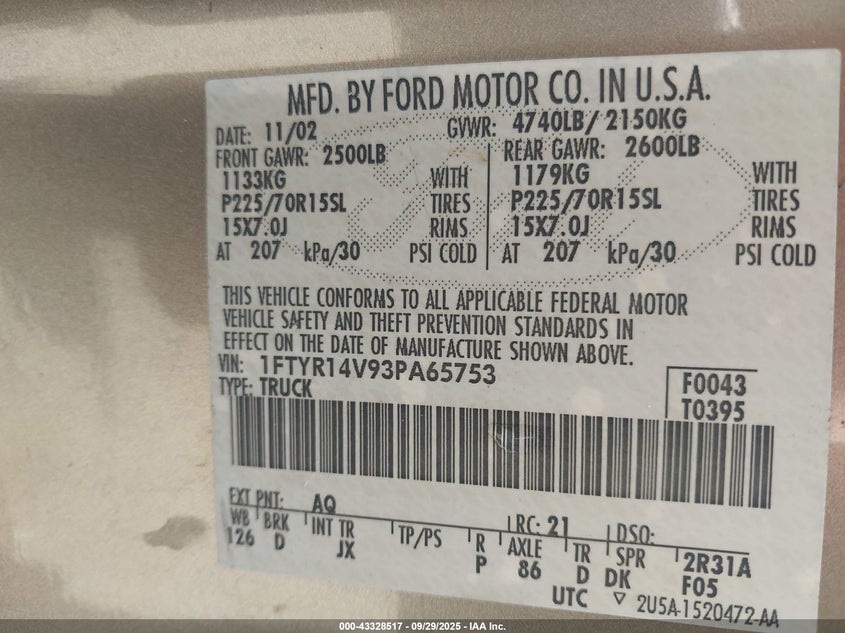 MFD. BY FORD MOTOR CO. IN U.S.A.
DATE: 11/02 GVWR: 4740LB/ 2150KG
FRONT GAWR: 2500LB REAR GAWR: 2600LB
1133KG WITH 1179KG WITH
P225/70R15SL TIRES P225/70R15SL TIRES
15X7.0J RIMS 15X7.0J RIMS
AT 207 kPa/30 PSI COLD AT 207 kPa/30 PSI COLD
THIS VEHICLE CONFORMS TO ALL APPLICABLE FEDERAL MOTOR
VEHICLE SAFETY AND THEFT PREVENTION STANDARDS IN
EFFECT ON THE DATE OF MANUFACTURE SHOWN ABOVE.
VIN: 1FTYR14V93PA65753
TYPE: TRUCK
F0043
T0395
EXT PNT: AQ RC: 21 DSO:
WB BRK INT TR TP/PS R AXLE TR SPR 2R31A
126 D JX P 86 D DK F05
UTC ▽ 2U5A-1520472-AA
000-43328517 - 09/29/2025 - IAA Inc.